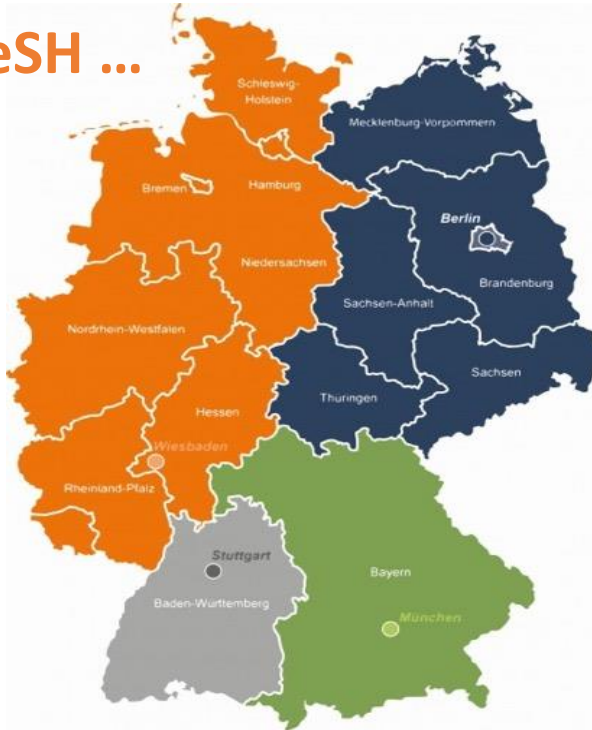 eSH ...
Schleswig-
Holstein
Mecklenburg-Vorpommern
Bremen
Hamburg
Berlin
Niedersachsen
Brandenburg
Sachsen-Anhalt
Nordrhein-Westfalen
Sachsen
Thüringen
Hessen
Wiesbaden
Rheinland-Pfalz
Stuttgart
Bayern
Baden-Württemberg
München